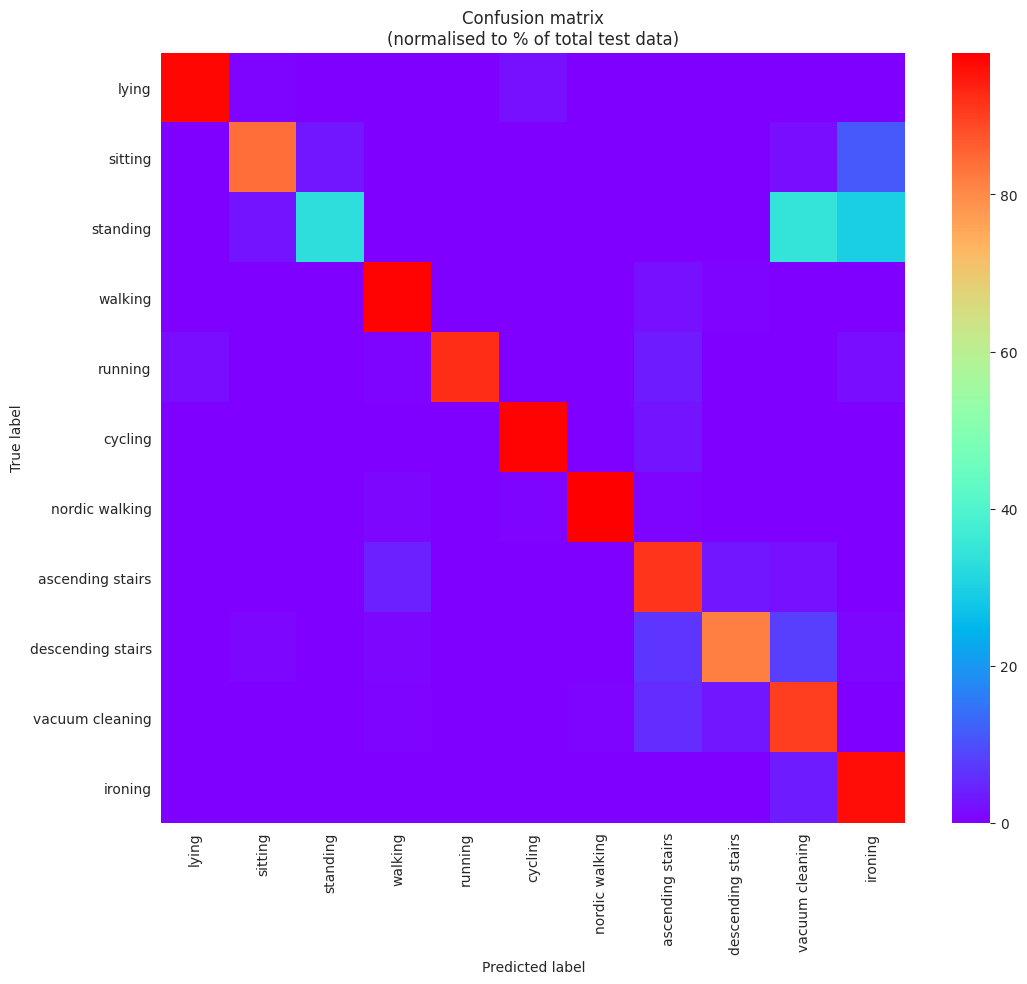 Confusion matrix
(normalised to % of total test data)
True label
lying
sitting
standing
walking
running
cycling
nordic walking
ascending stairs
descending stairs
vacuum cleaning
ironing
80
60
40
20
0
lying
sitting
standing
walking
running
cycling
nordic walking
ascending stairs
descending stairs
vacuum cleaning
ironing
Predicted label